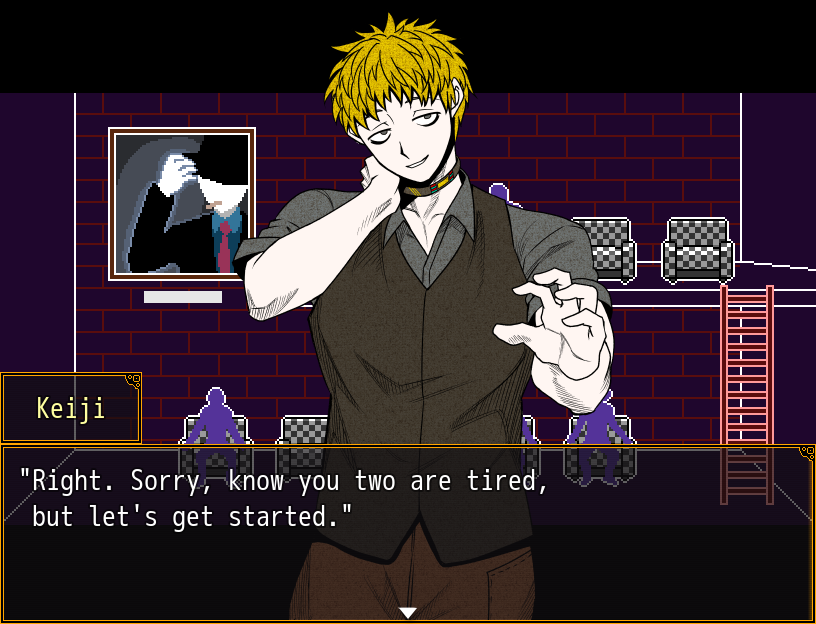 Keiji
"Right. Sorry, know you two are tired,
but let's get started."